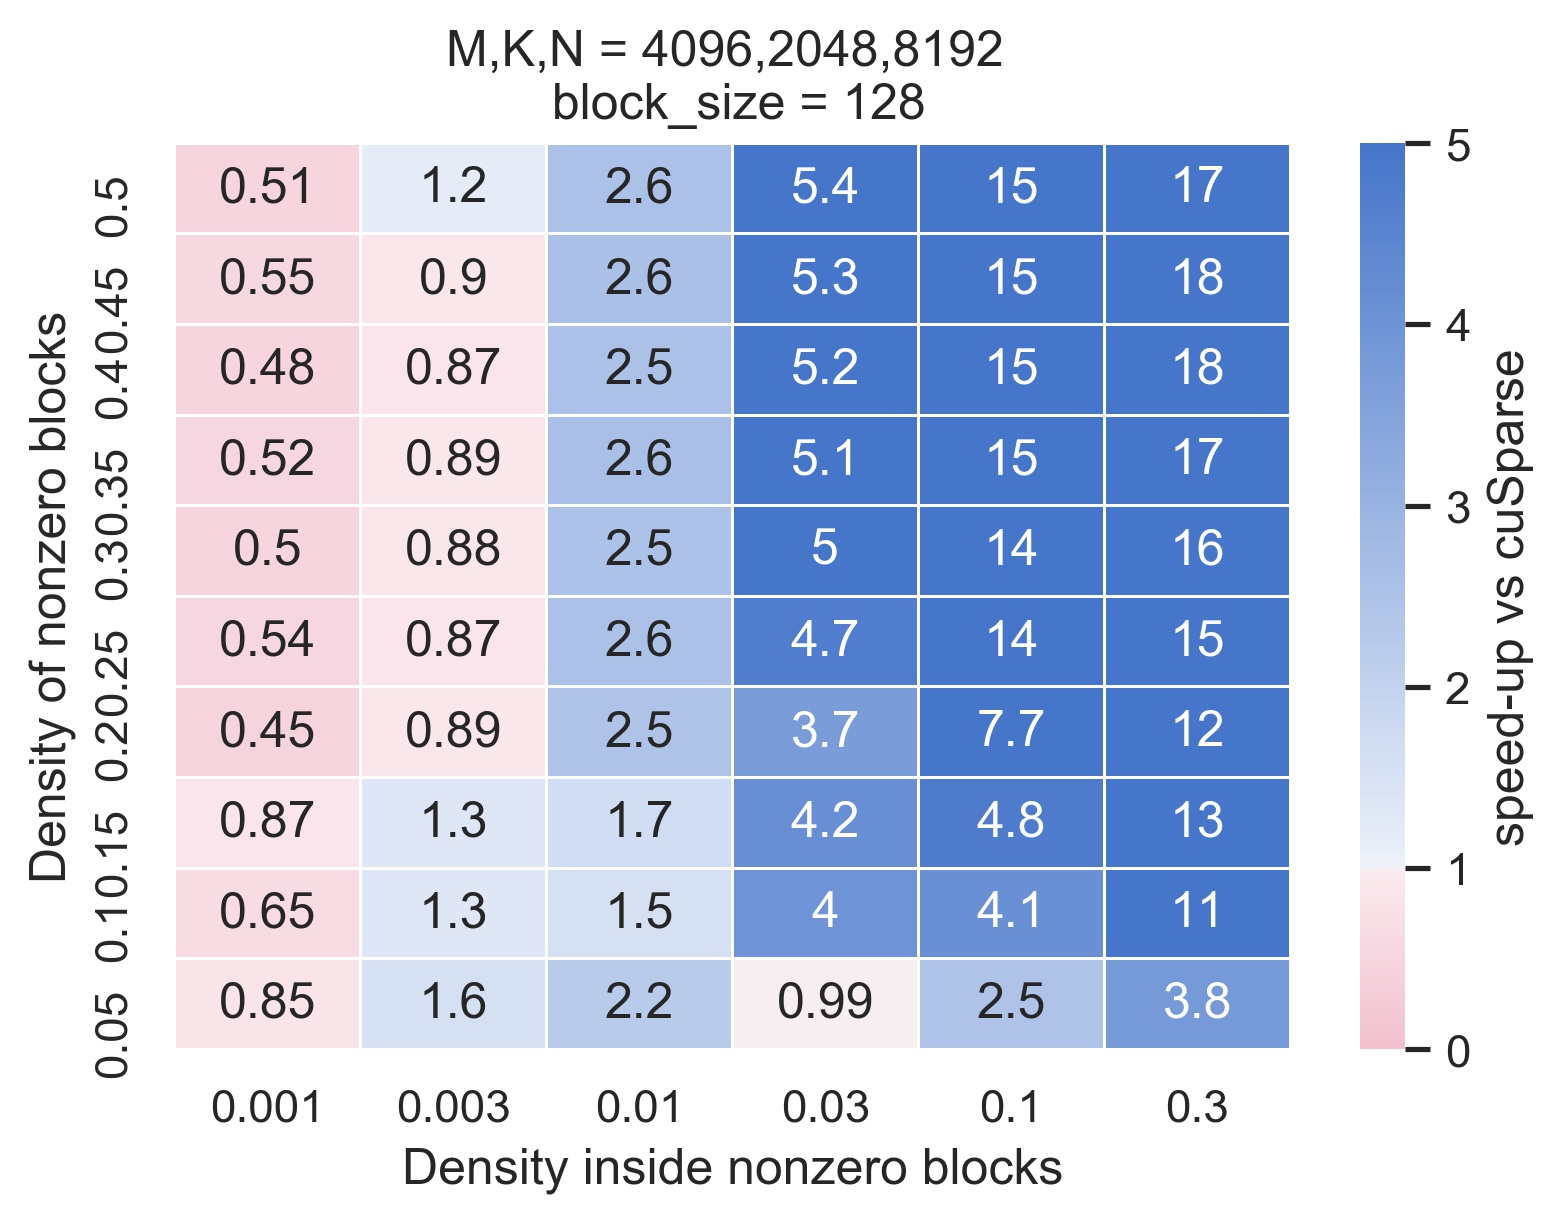 M,K,N = 4096,2048,8192
block_size = 128
Density of nonzero blocks
0.5 0.51 1.2 2.6 5.4 15 17
0.45 0.55 0.9 2.6 5.3 15 18
0.4 0.48 0.87 2.5 5.2 15 18
0.35 0.52 0.89 2.6 5.1 15 17
0.3 0.5 0.88 2.5 5 14 16
0.25 0.54 0.87 2.6 4.7 14 15
0.2 0.45 0.89 2.5 3.7 7.7 12
0.15 0.87 1.3 1.7 4.2 4.8 13
0.1 0.65 1.3 1.5 4 4.1 11
0.05 0.85 1.6 2.2 0.99 2.5 3.8
0.001 0.003 0.01 0.03 0.1 0.3
Density inside nonzero blocks
5
4
3
2
1
0
speed-up vs cuSparse